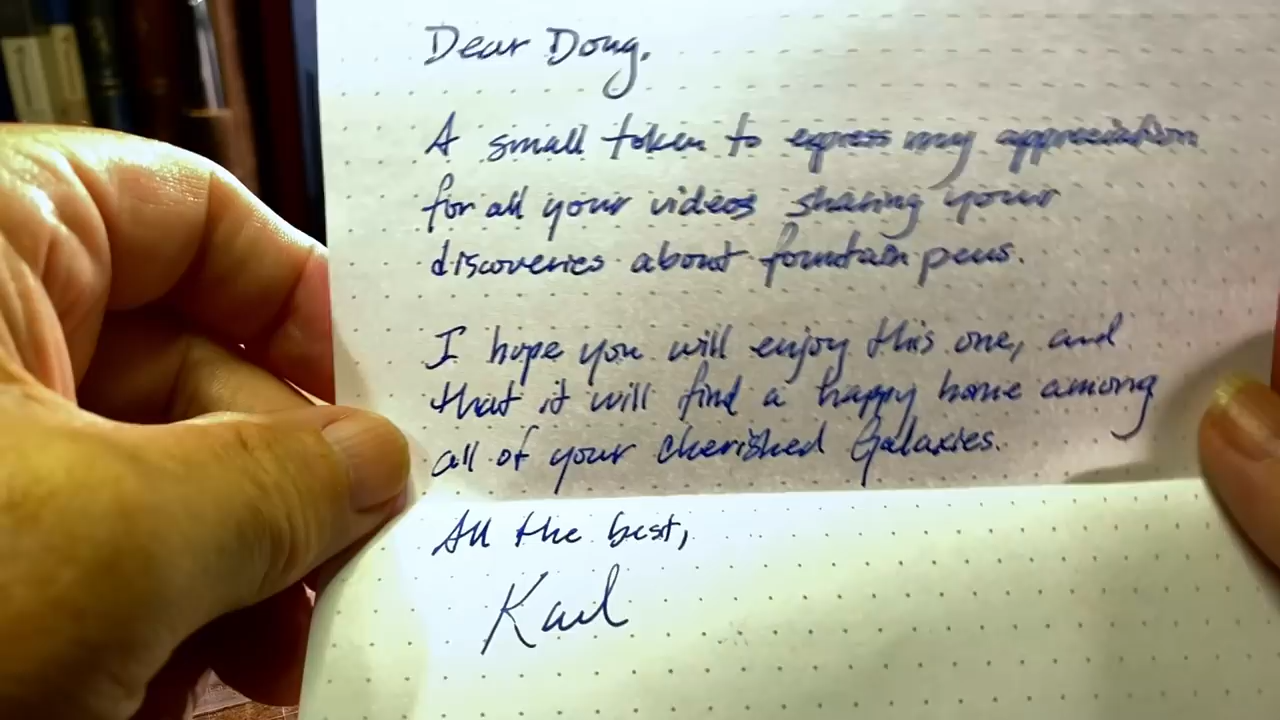 Dear Doug,
A small token to express my appreciation
for all your videos sharing your
discoveries about fountain pens.
I hope you will enjoy this one, and
that it will find a happy home among
all of your cherished Galaxies.
All the best,
Karl